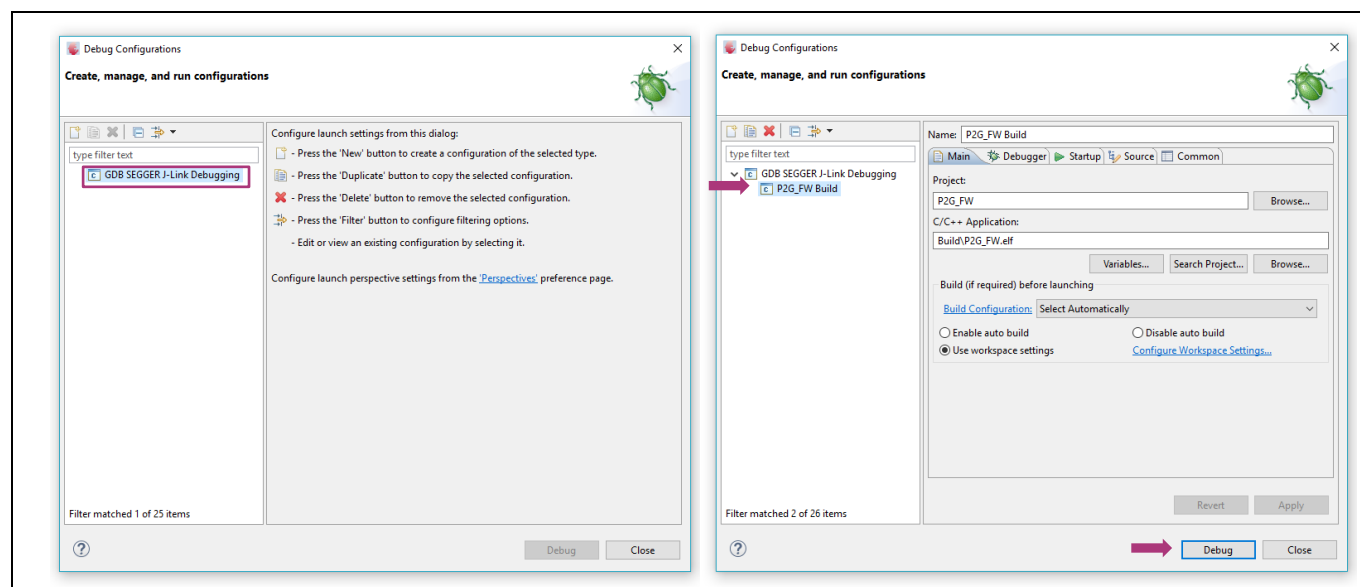 Debug Configurations
Create, manage, and run configurations
type filter text
GDB SEGGER J-Link Debugging
Configure launch settings from this dialog:
- Press the 'New' button to create a configuration of the selected type.
- Press the 'Duplicate' button to copy the selected configuration.
- Press the 'Delete' button to remove the selected configuration.
- Press the 'Filter' button to configure filtering options.
- Edit or view an existing configuration by selecting it.
Configure launch perspective settings from the 'Perspectives' preference page.
Filter matched 1 of 25 items
Debug
Close
Debug Configurations
Create, manage, and run configurations
type filter text
GDB SEGGER J-Link Debugging
P2G_FW Build
Name: P2G_FW Build
Main Debugger Startup Source Common
Project:
P2G_FW
Browse...
C/C++ Application:
Build\P2G_FW.elf
Variables... Search Project... Browse...
Build (if required) before launching
Build Configuration: Select Automatically
Enable auto build
Disable auto build
Use workspace settings
Configure Workspace Settings...
Revert
Apply
Filter matched 2 of 26 items
Debug
Close